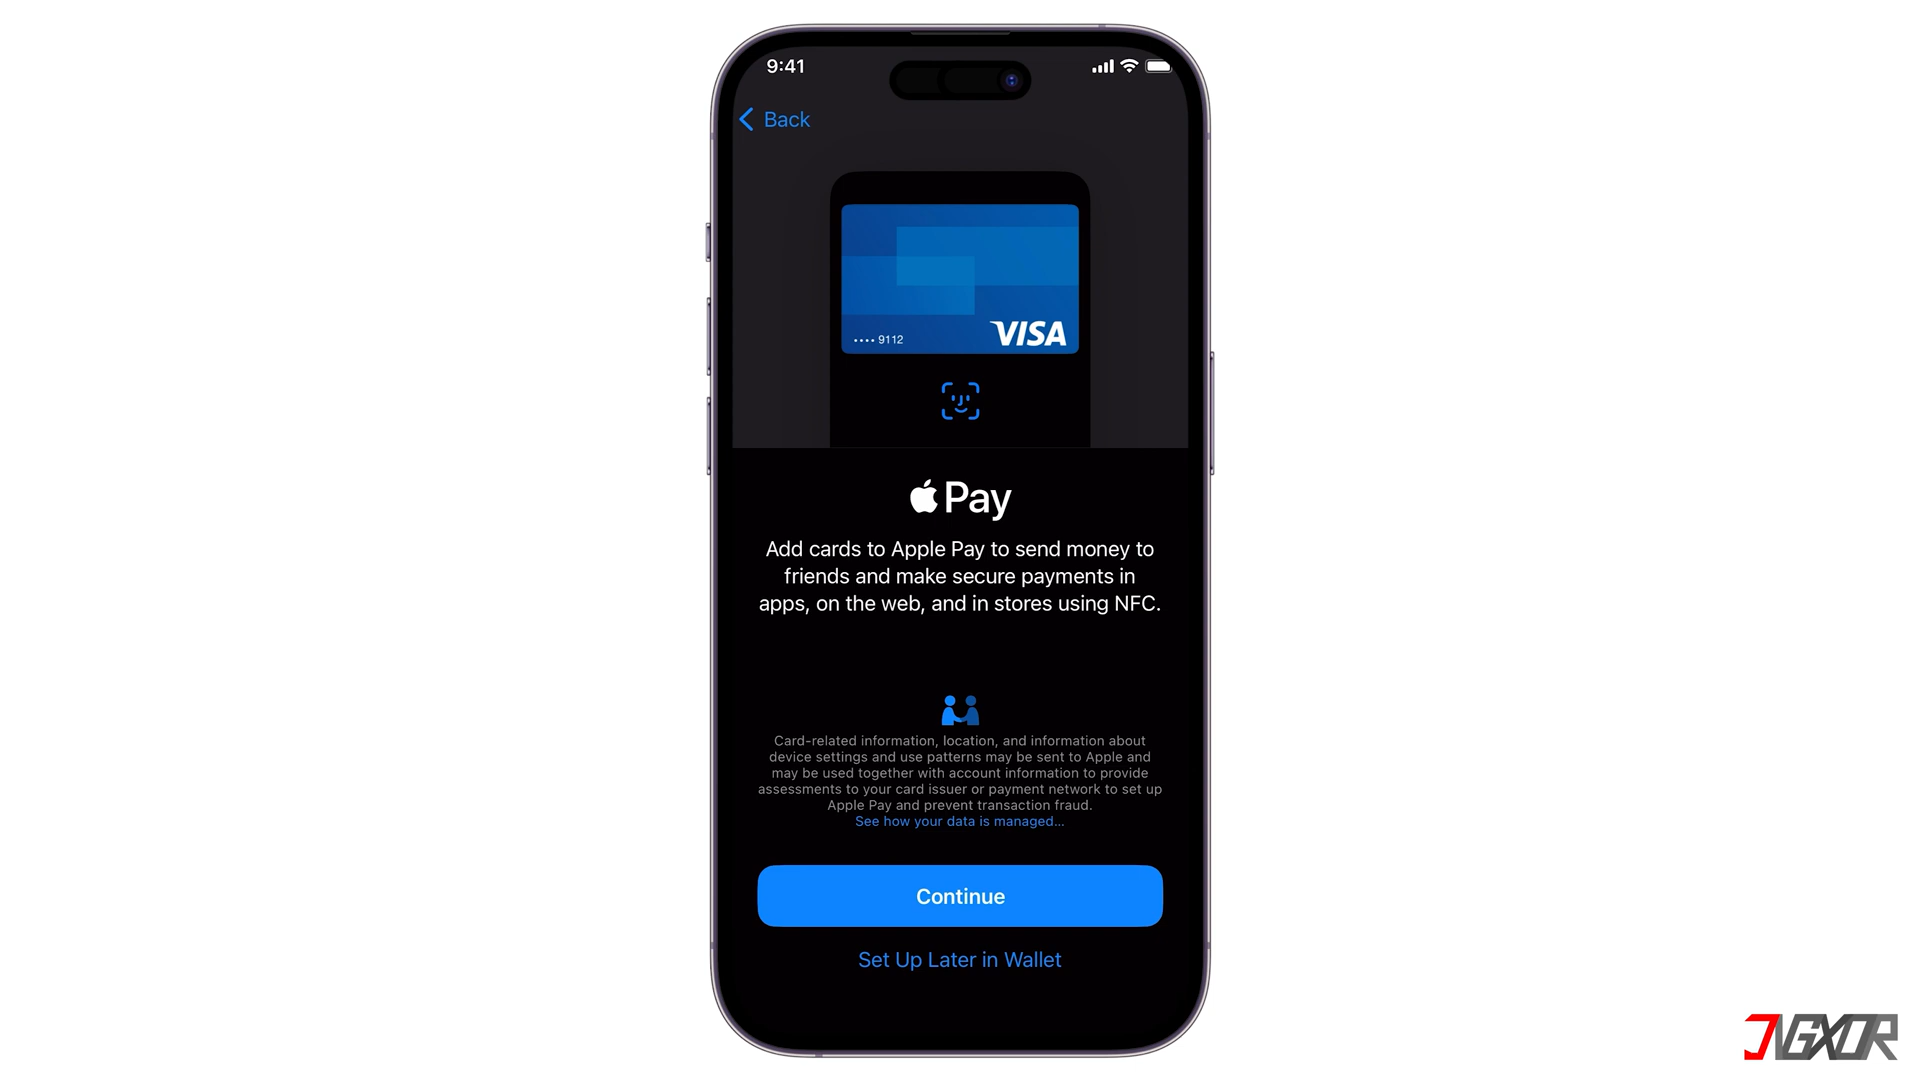 9:41
Back
•••• 9112
VISA
Pay
Add cards to Apple Pay to send money to
friends and make secure payments in
apps, on the web, and in stores using NFC.
Card-related information, location, and information about
device settings and use patterns may be sent to Apple and
may be used together with account information to provide
assessments to your card issuer or payment network to set up
Apple Pay and prevent transaction fraud.
See how your data is managed...
Continue
Set Up Later in Wallet
JIGXOR